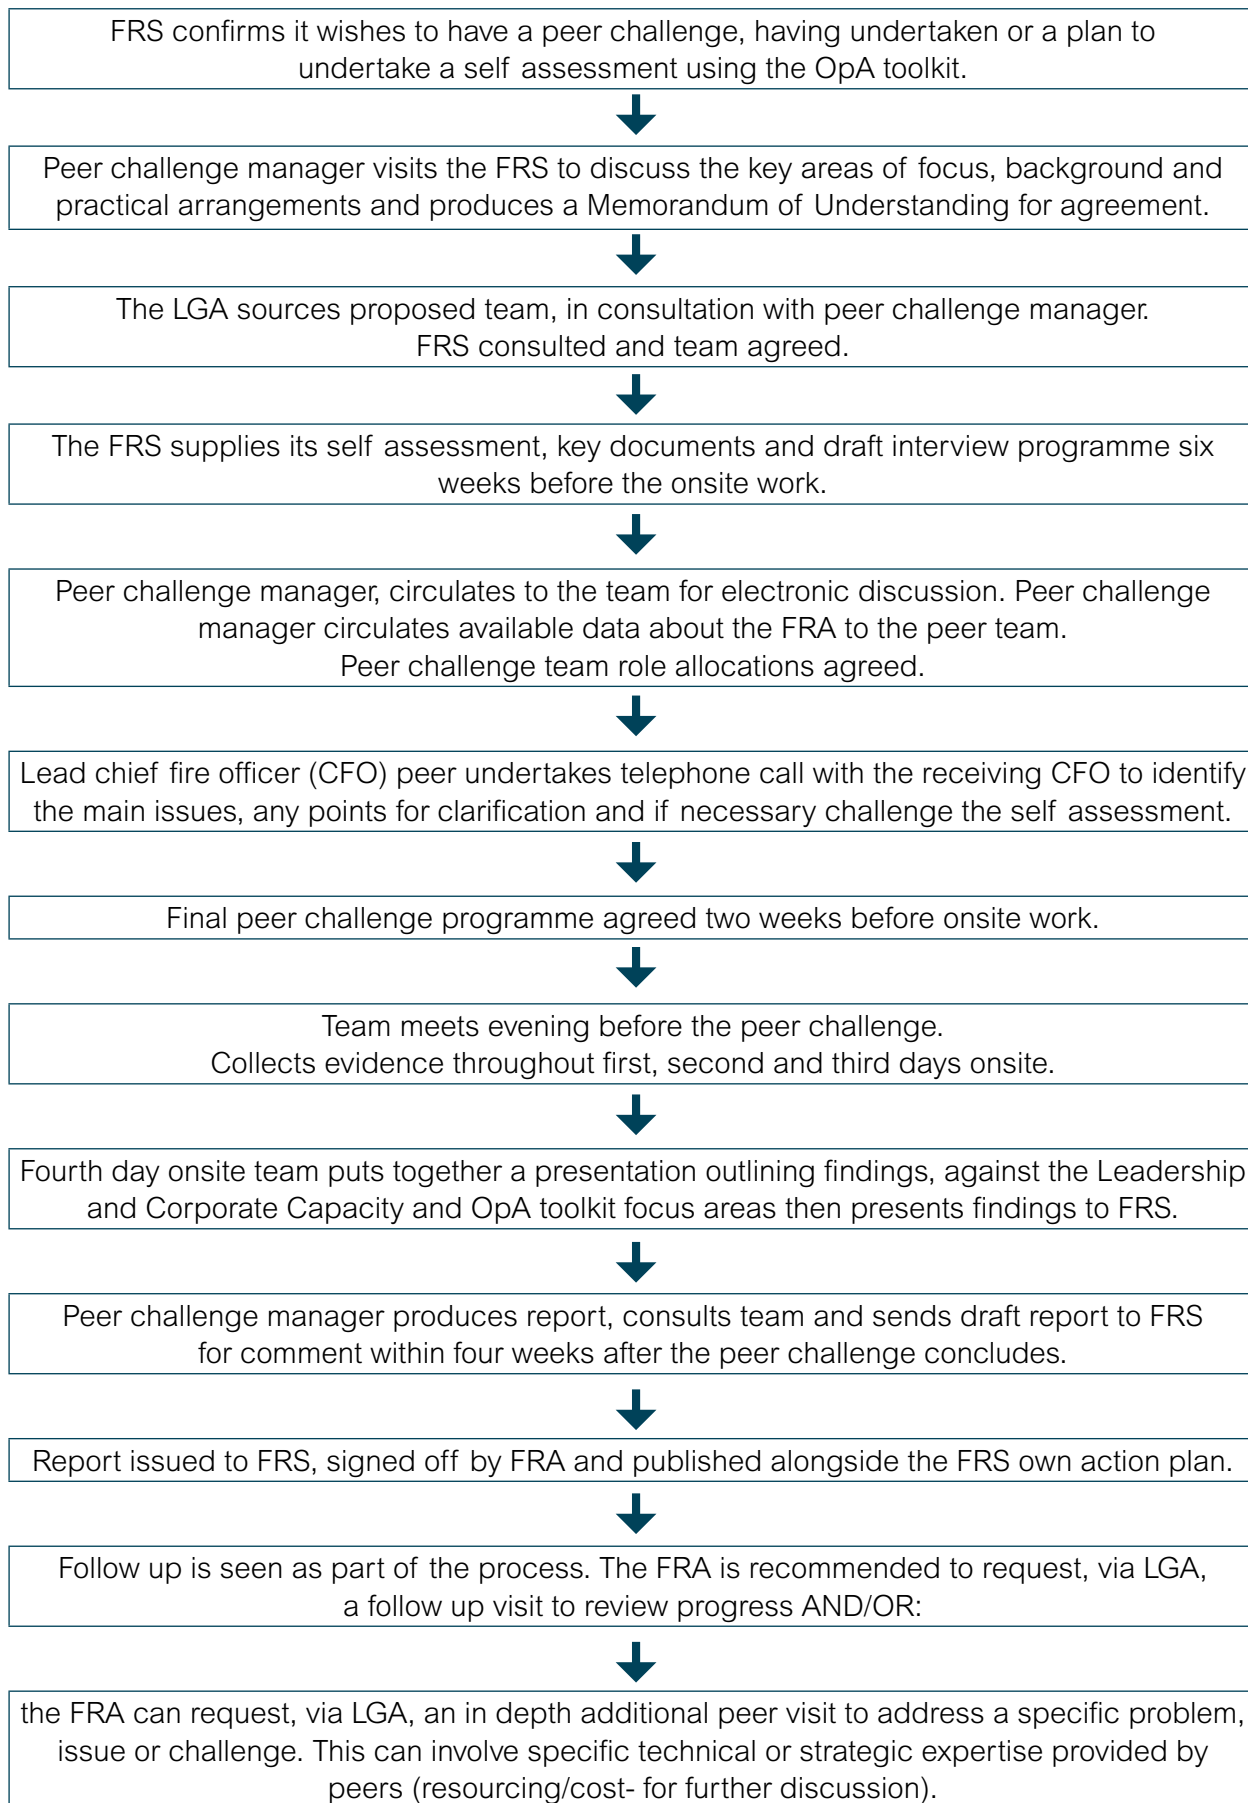 FRS confirms it wishes to have a peer challenge, having undertaken or a plan to
undertake a self assessment using the OpA toolkit.
Peer challenge manager visits the FRS to discuss the key areas of focus, background and
practical arrangements and produces a Memorandum of Understanding for agreement.
The LGA sources proposed team, in consultation with peer challenge manager.
FRS consulted and team agreed.
The FRS supplies its self assessment, key documents and draft interview programme six
weeks before the onsite work.
Peer challenge manager, circulates to the team for electronic discussion. Peer challenge
manager circulates available data about the FRA to the peer team.
Peer challenge team role allocations agreed.
Lead chief fire officer (CFO) peer undertakes telephone call with the receiving CFO to identify
the main issues, any points for clarification and if necessary challenge the self assessment.
Final peer challenge programme agreed two weeks before onsite work.
Team meets evening before the peer challenge.
Collects evidence throughout first, second and third days onsite.
Fourth day onsite team puts together a presentation outlining findings, against the Leadership
and Corporate Capacity and OpA toolkit focus areas then presents findings to FRS.
Peer challenge manager produces report, consults team and sends draft report to FRS
for comment within four weeks after the peer challenge concludes.
Report issued to FRS, signed off by FRA and published alongside the FRS own action plan.
Follow up is seen as part of the process. The FRA is recommended to request, via LGA,
a follow up visit to review progress AND/OR:
the FRA can request, via LGA, an in depth additional peer visit to address a specific problem,
issue or challenge. This can involve specific technical or strategic expertise provided by
peers (resourcing/cost- for further discussion).